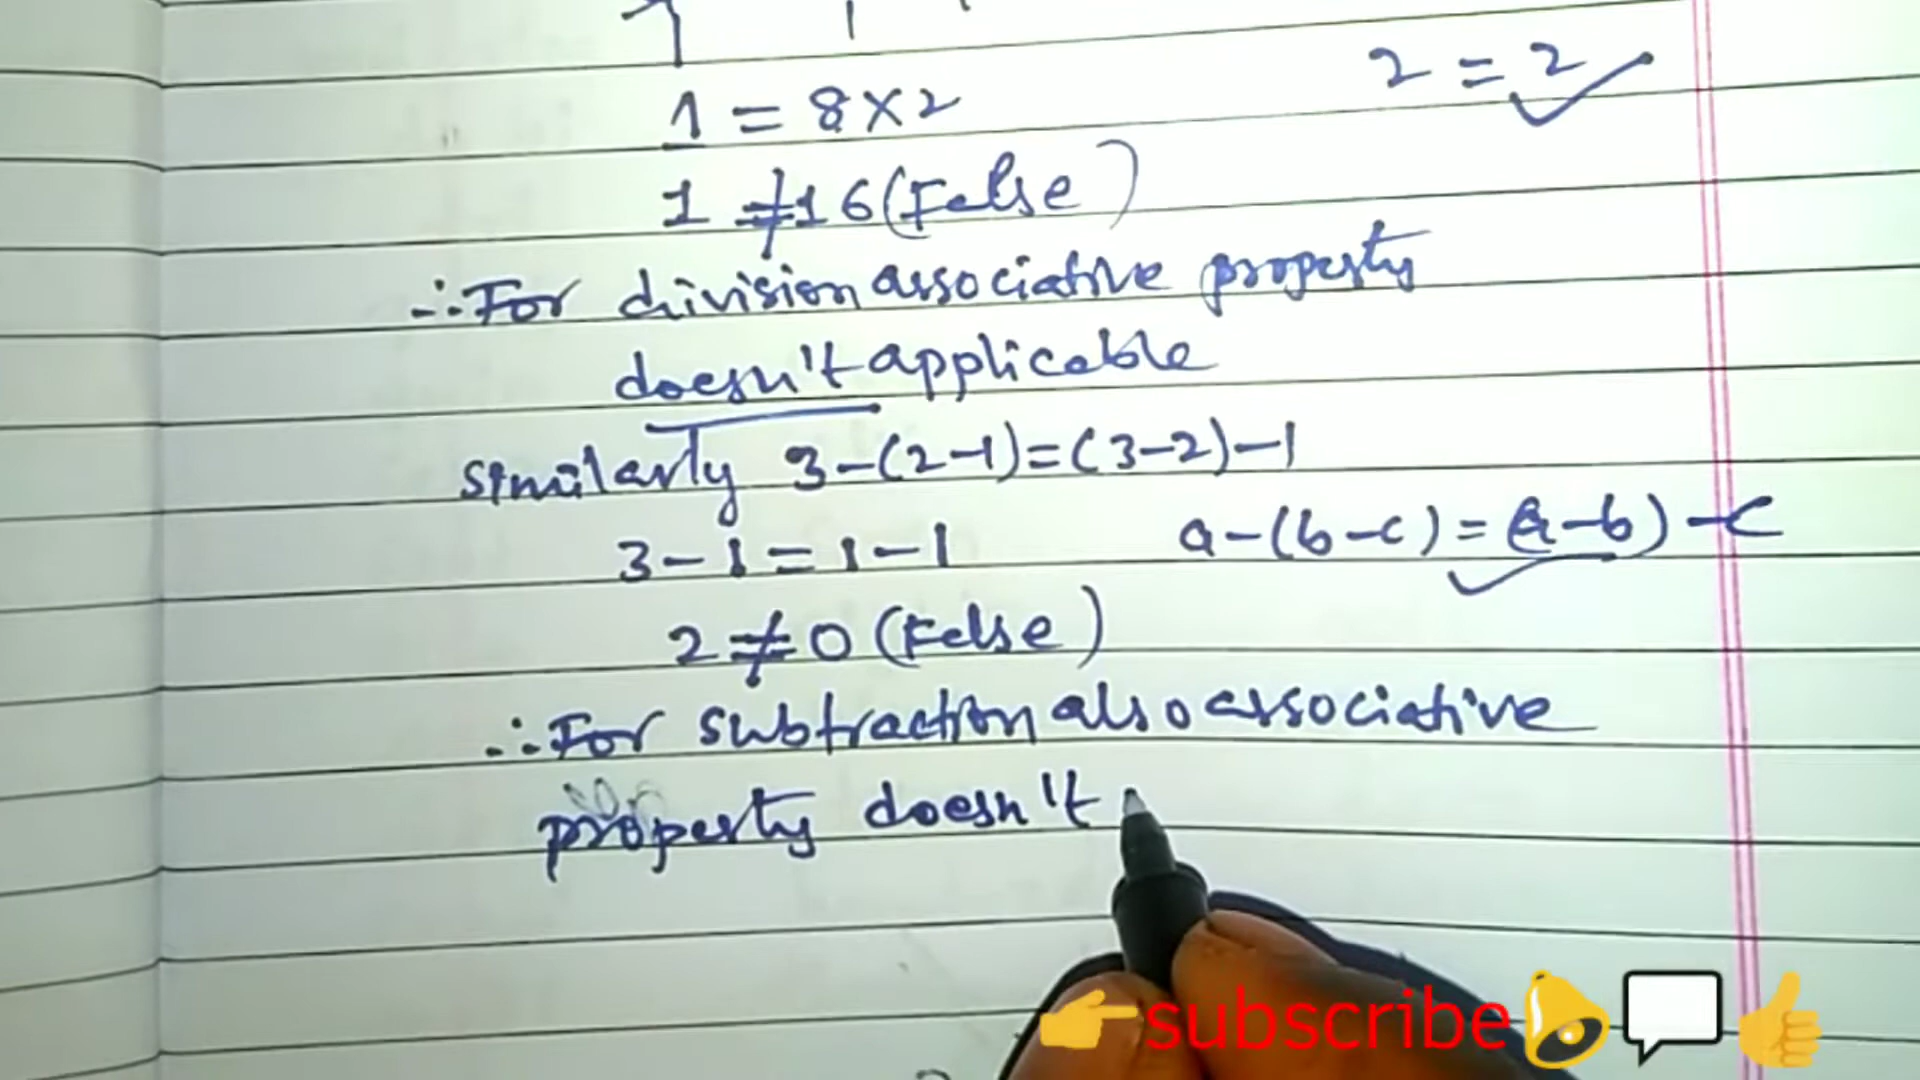 2 = 2
1 = 8×2
1 ≠ 16 (False)
∴ For division associative property
doesn't applicable
similarly 3-(2-1)=(3-2)-1
3-1=1-1
a-(b-c)=(a-b)-c
2≠0 (False)
∴ For subtraction also associative
property doesn't
subscribe